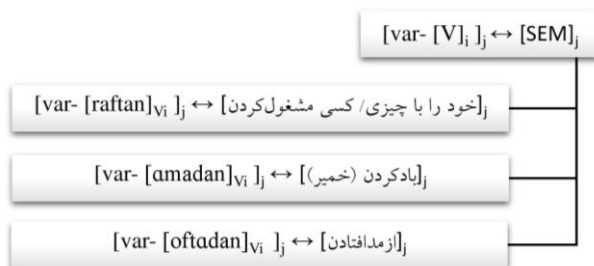 [var- [V]i ]j ↔ [SEM]j
[var- [raftan]Vi ]j ↔ [خود را با چیزی/ کسی مشغول‌کردن]j
[var- [ɑmadan]Vi ]j ↔ [بادکردن (خمیر)]j
[var- [oftɑdan]Vi ]j ↔ [ازمدافتادن]j